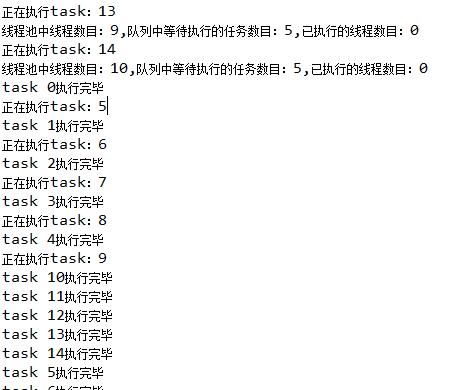 正在执行task：13
线程池中线程数目：9,队列中等待执行的任务数目：5,已执行的线程数目：0
正在执行task：14
线程池中线程数目：10,队列中等待执行的任务数目：5,已执行的线程数目：0
task 0执行完毕
正在执行task：5
task 1执行完毕
正在执行task：6
task 2执行完毕
正在执行task：7
task 3执行完毕
正在执行task：8
task 4执行完毕
正在执行task：9
task 10执行完毕
task 11执行完毕
task 12执行完毕
task 13执行完毕
task 14执行完毕
task 5执行完毕
task 6执行完毕